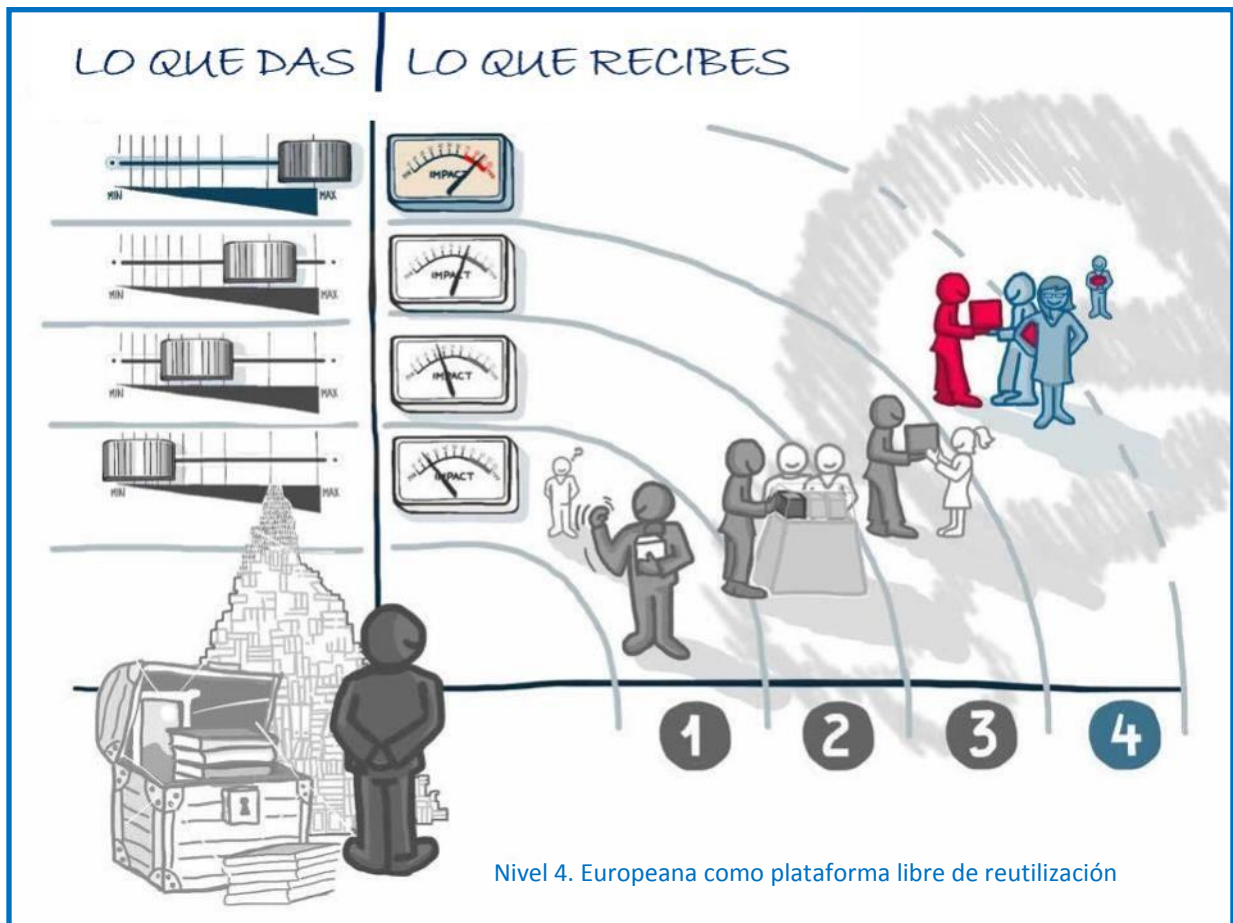 LO QUE DAS
LO QUE RECIBES
MIN
MAX
IMPACT
MIN
MAX
IMPACT
MIN
MAX
IMPACT
MIN
MAX
IMPACT
?
1
2
3
4
Nivel 4. Europeana como plataforma libre de reutilización